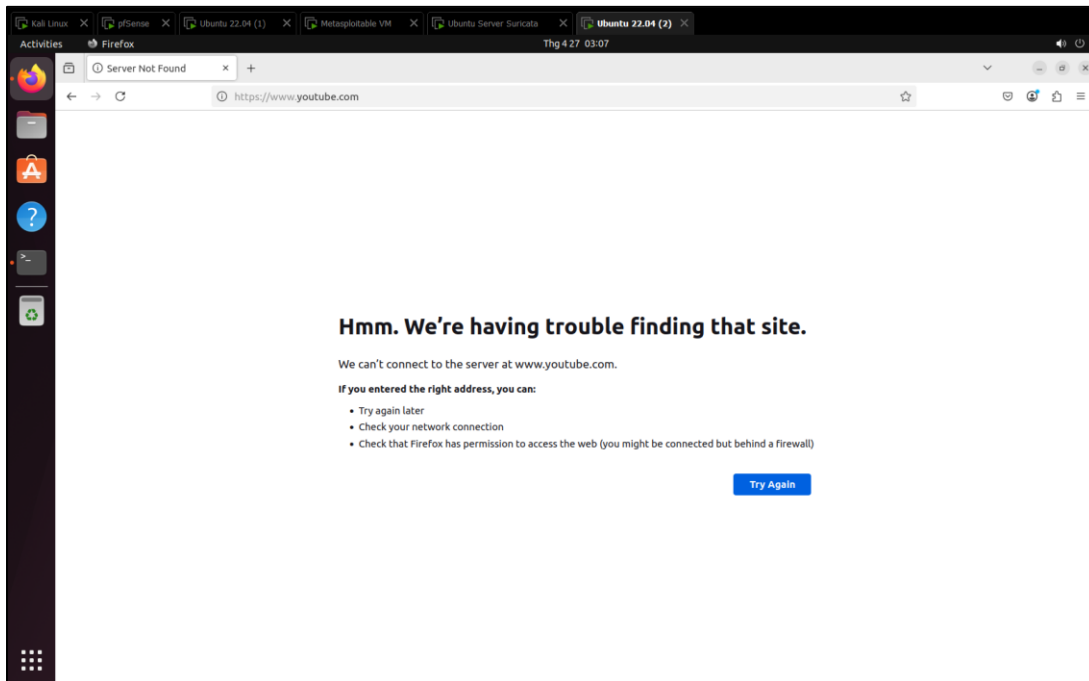 Kali Linux
pfSense
Ubuntu 22.04 (1)
Metasploitable VM
Ubuntu Server Suricata
Ubuntu 22.04 (2)
Activities
Firefox
Thg 4 27 03:07
Server Not Found
https://www.youtube.com
Hmm. We’re having trouble finding that site.
We can’t connect to the server at www.youtube.com.
If you entered the right address, you can:
• Try again later
• Check your network connection
• Check that Firefox has permission to access the web (you might be connected but behind a firewall)
Try Again